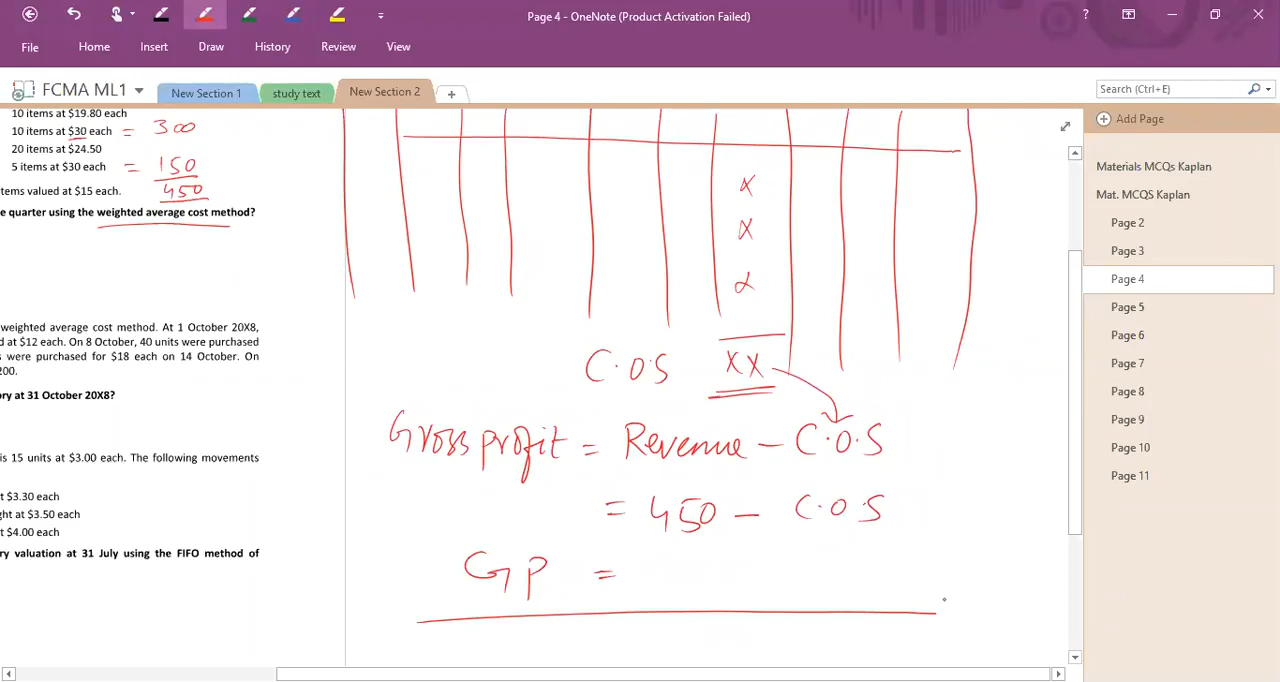 Page 4 - OneNote (Product Activation Failed)
File Home Insert Draw History Review View
FCMA ML1 New Section 1 study text New Section 2
Search (Ctrl+E)
Add Page
Materials MCQs Kaplan
Mat. MCQS Kaplan
Page 2
Page 3
Page 4
Page 5
Page 6
Page 7
Page 8
Page 9
Page 10
Page 11
10 items at $19.80 each
10 items at $30 each = 300
20 items at $24.50
5 items at $30 each = 150
450
tems valued at $15 each.
e quarter using the weighted average cost method?
weighted average cost method. At 1 October 20X8,
d at $12 each. On 8 October, 40 units were purchased
s were purchased for $18 each on 14 October. On
200.
ory at 31 October 20X8?
is 15 units at $3.00 each. The following movements
t $3.30 each
ght at $3.50 each
t $4.00 each
ry valuation at 31 July using the FIFO method of
X
X
X
C.O.S XX
Gross profit = Revenue - C.O.S
= 450 - C.O.S
GP =